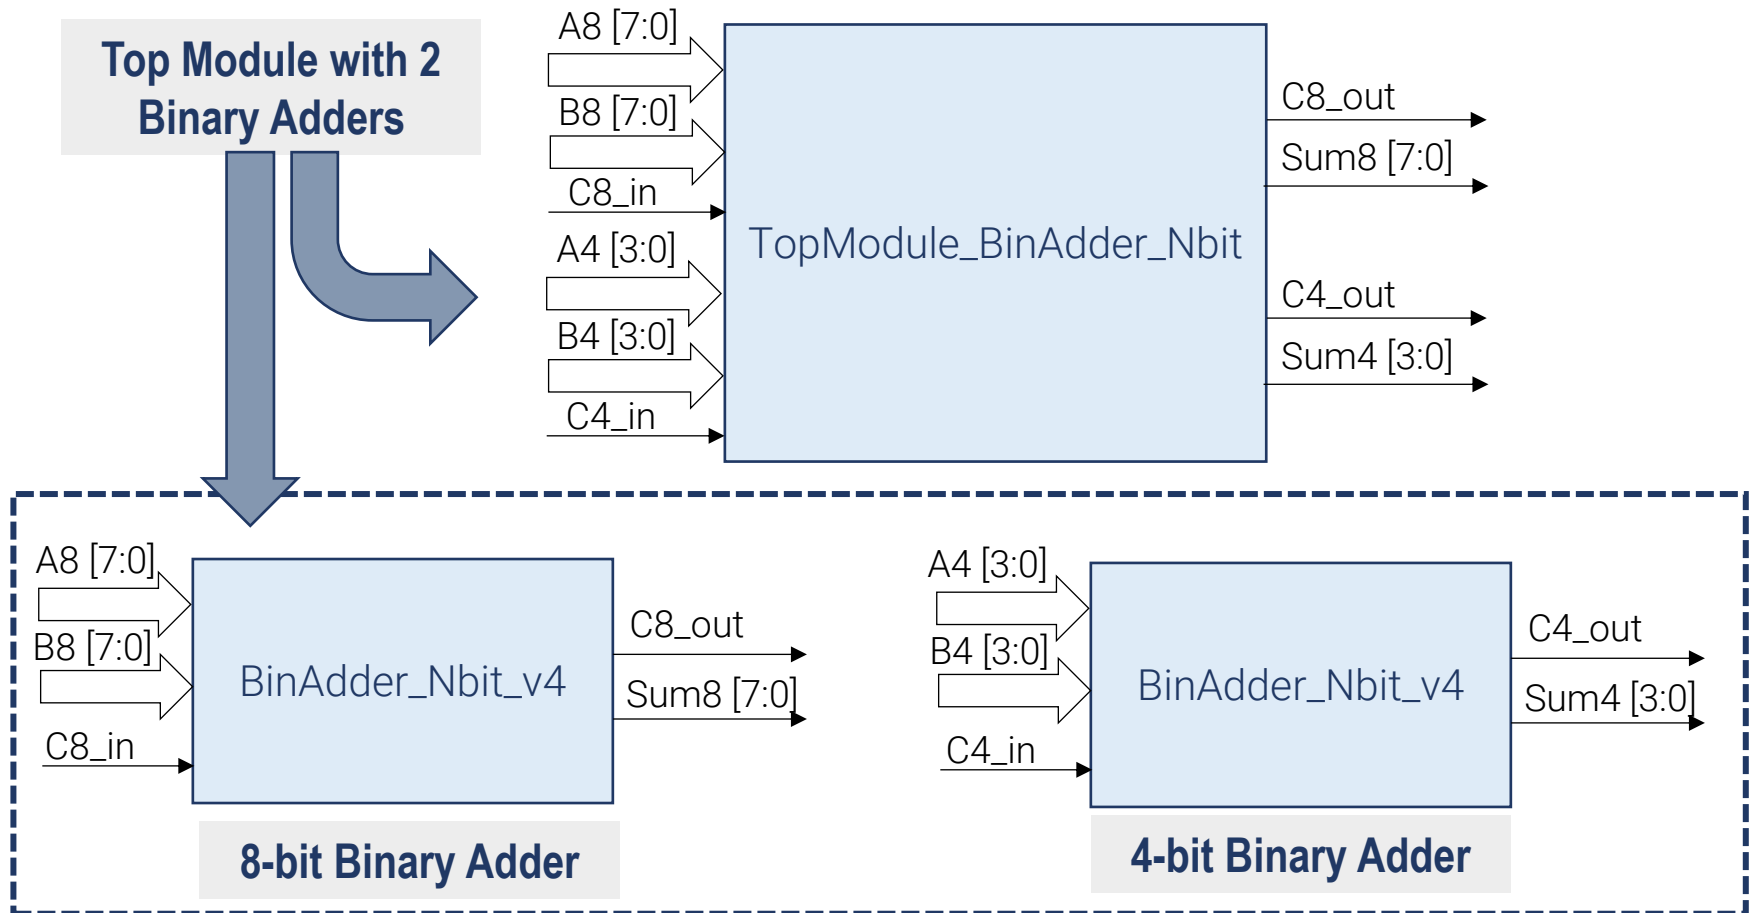 Top Module with 2
Binary Adders
A8 [7:0]
B8 [7:0]
C8_in
A4 [3:0]
B4 [3:0]
C4_in
TopModule_BinAdder_Nbit
C8_out
Sum8 [7:0]
C4_out
Sum4 [3:0]
A8 [7:0]
B8 [7:0]
C8_in
BinAdder_Nbit_v4
C8_out
Sum8 [7:0]
8-bit Binary Adder
A4 [3:0]
B4 [3:0]
C4_in
BinAdder_Nbit_v4
C4_out
Sum4 [3:0]
4-bit Binary Adder